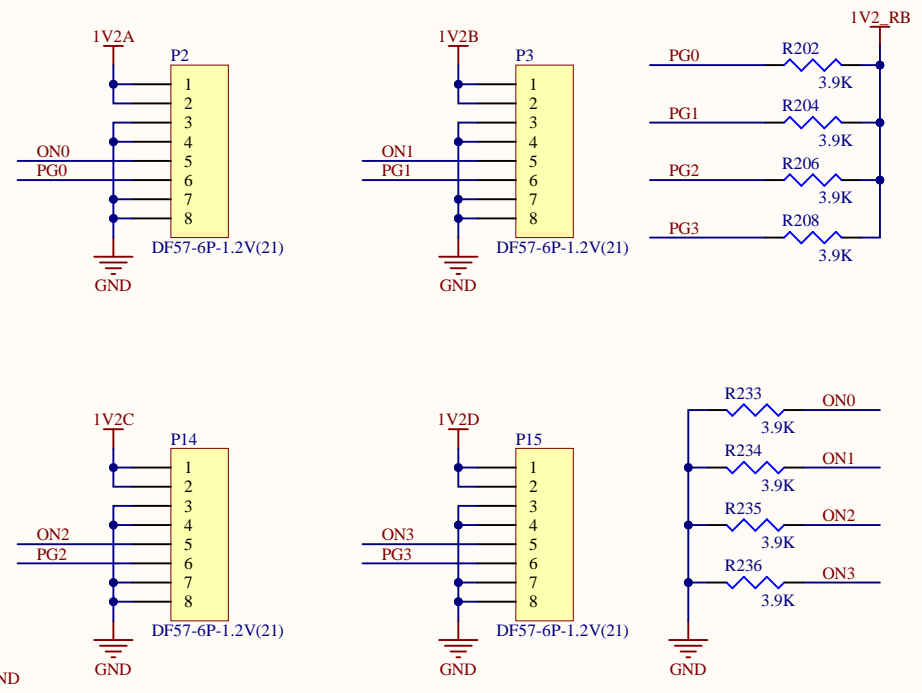 1V2A
P2
1
2
3
4
5
6
7
8
ON0
PG0
DF57-6P-1.2V(21)
GND
1V2B
P3
1
2
3
4
5
6
7
8
ON1
PG1
DF57-6P-1.2V(21)
GND
1V2_RB
PG0
R202
3.9K
PG1
R204
3.9K
PG2
R206
3.9K
PG3
R208
3.9K
1V2C
P14
1
2
3
4
5
6
7
8
ON2
PG2
DF57-6P-1.2V(21)
GND
1V2D
P15
1
2
3
4
5
6
7
8
ON3
PG3
DF57-6P-1.2V(21)
GND
R233
ON0
3.9K
R234
ON1
3.9K
R235
ON2
3.9K
R236
ON3
3.9K
GND
ND